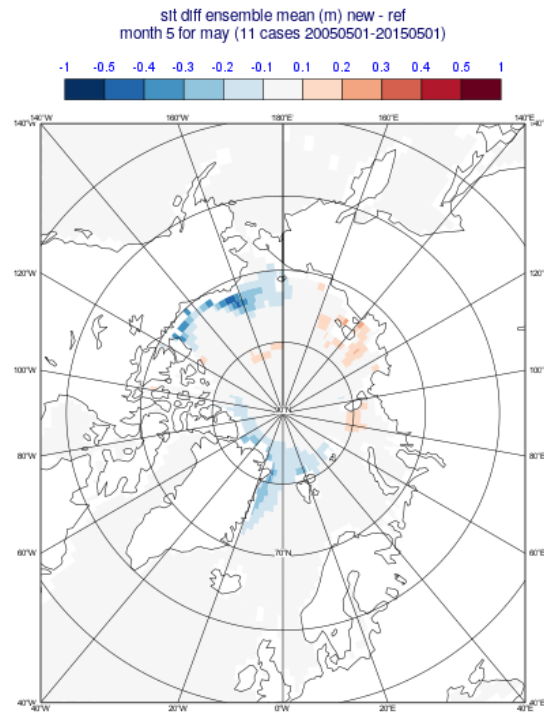 sit diff ensemble mean (m) new - ref
month 5 for may (11 cases 20050501-20150501)
-1 -0.5 -0.4 -0.3 -0.2 -0.1 0.1 0.2 0.3 0.4 0.5 1
140°W 160°W 180°E 160°E 140°E
120°W 120°E
100°W 100°E
90°N
80°W 80°E
70°N
60°W 60°E
40°W 20°W 0°W 20°E 40°E